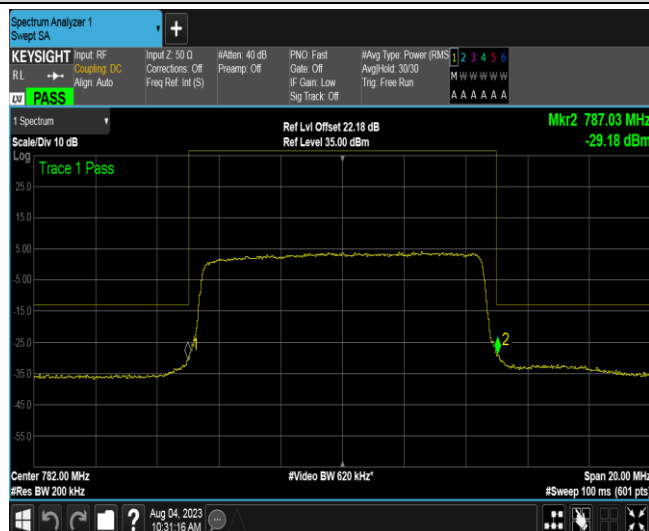 Spectrum Analyzer 1
Swept SA
KEYSIGHT Input: RF
RL Coupling: DC
Align: Auto
LXI PASS
Input Z: 50 Ω
Corrections: Off
Freq Ref: Int (S)
#Atten: 40 dB
Preamp: Off
PNO: Fast
Gate: Off
IF Gain: Low
Sig Track: Off
#Avg Type: Power (RMS
Avg|Hold: 30/30
Trig: Free Run
1 2 3 4 5 6
M W W W W W
A A A A A A
1 Spectrum
Scale/Div 10 dB
Ref Lvl Offset 22.18 dB
Ref Level 35.00 dBm
Mkr2 787.03 MHz
-29.18 dBm
Log
Trace 1 Pass
25.0
15.0
5.00
-5.00
-15.0
-25.0
-35.0
-45.0
-55.0
1
2
Center 782.00 MHz
#Res BW 200 kHz
#Video BW 620 kHz*
Span 20.00 MHz
#Sweep 100 ms (601 pts)
?
Aug 04, 2023
10:31:16 AM